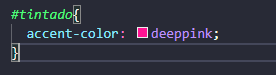 #tintado{
accent-color: deeppink;
}